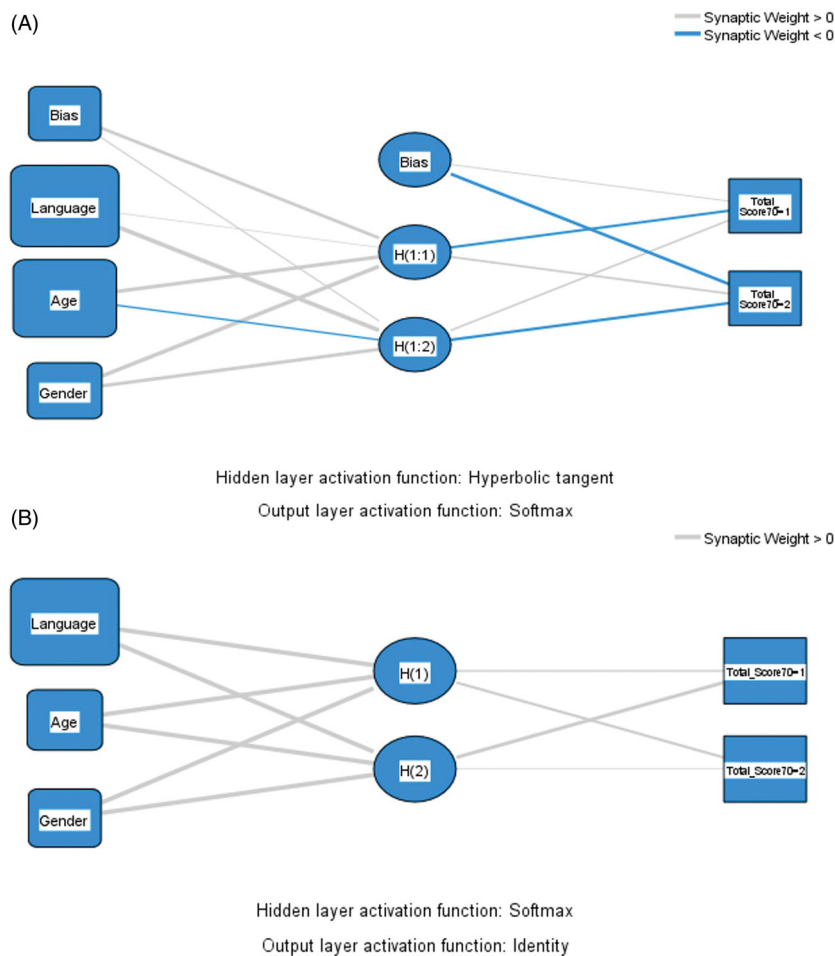 (A)
Synaptic Weight > 0
Synaptic Weight < 0
Bias
Language
Age
Gender
Bias
H(1:1)
H(1:2)
Total_
Score70=1
Total_
Score70=2
Hidden layer activation function: Hyperbolic tangent
Output layer activation function: Softmax
(B)
Synaptic Weight > 0
Language
Age
Gender
H(1)
H(2)
Total_Score70=1
Total_Score70=2
Hidden layer activation function: Softmax
Output layer activation function: Identity